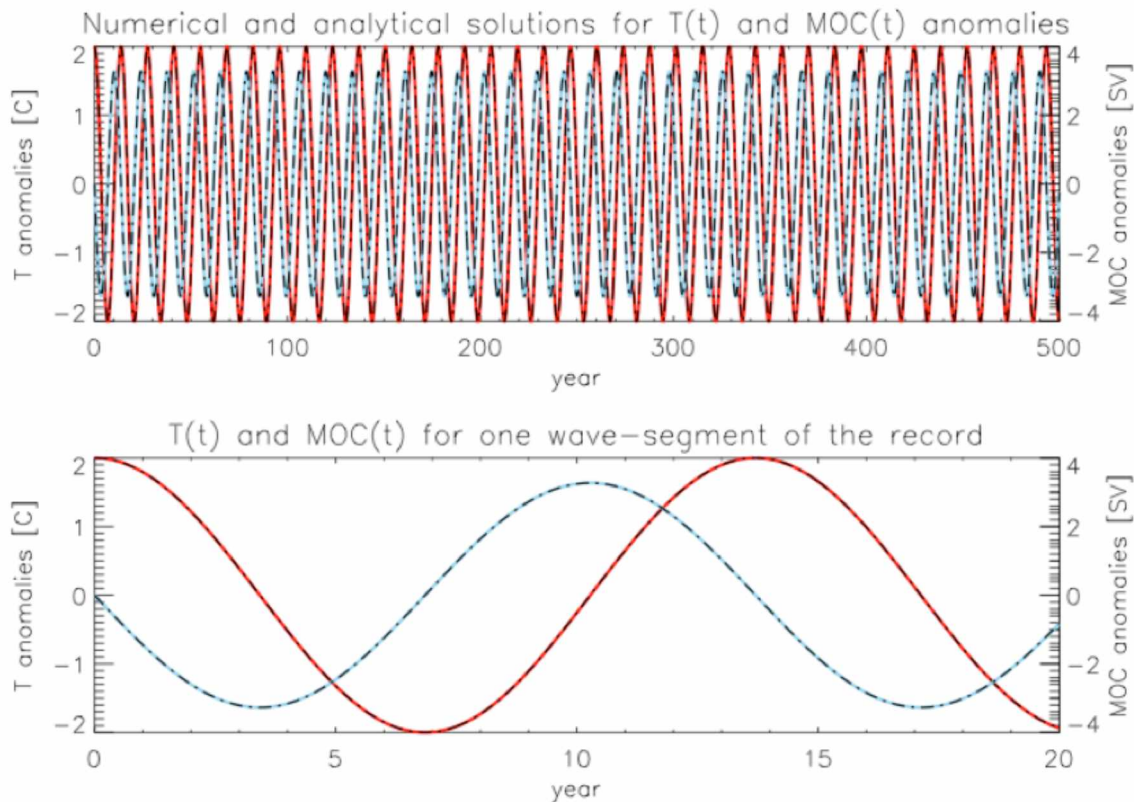 Numerical and analytical solutions for T(t) and MOC(t) anomalies
T anomalies [C]
2
1
0
−1
−2
MOC anomalies [SV]
4
2
0
−2
−4
0 100 200 300 400 500
year
T(t) and MOC(t) for one wave−segment of the record
T anomalies [C]
2
1
0
−1
−2
MOC anomalies [SV]
4
2
0
−2
−4
0 5 10 15 20
year